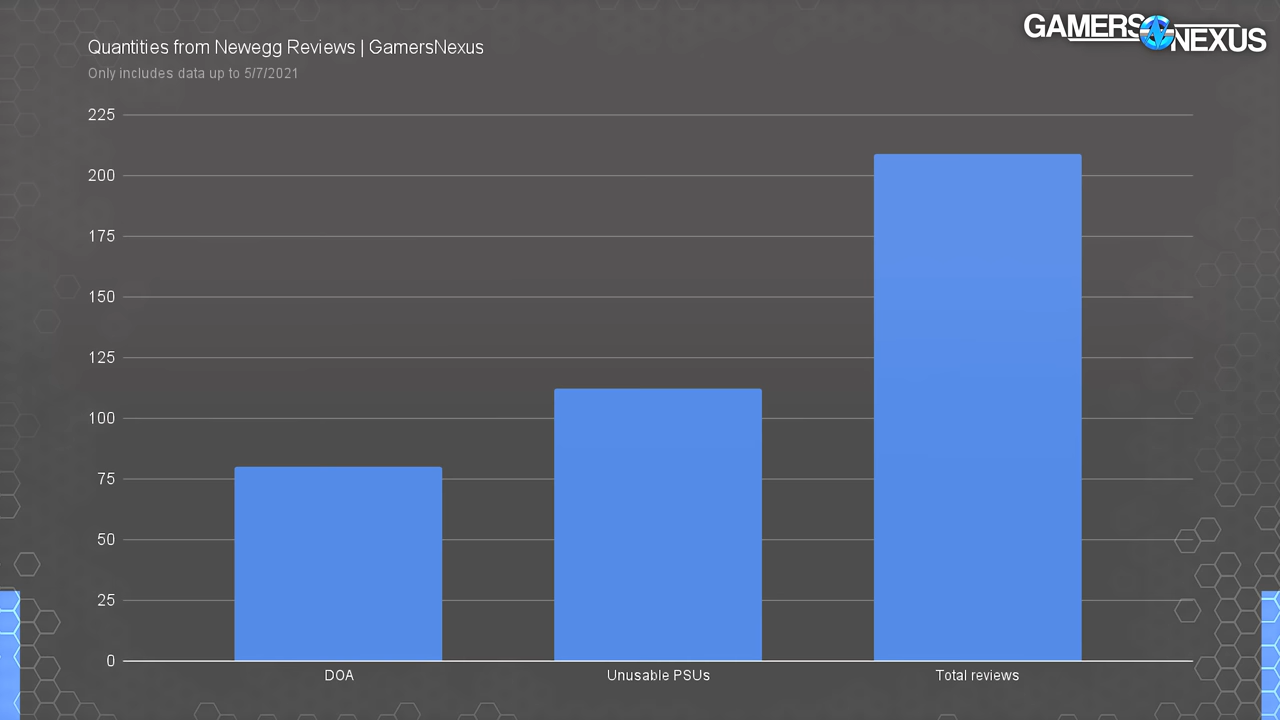 GAMERS NEXUS
Quantities from Newegg Reviews | GamersNexus
Only includes data up to 5/7/2021
225
200
175
150
125
100
75
50
25
0
DOA
Unusable PSUs
Total reviews